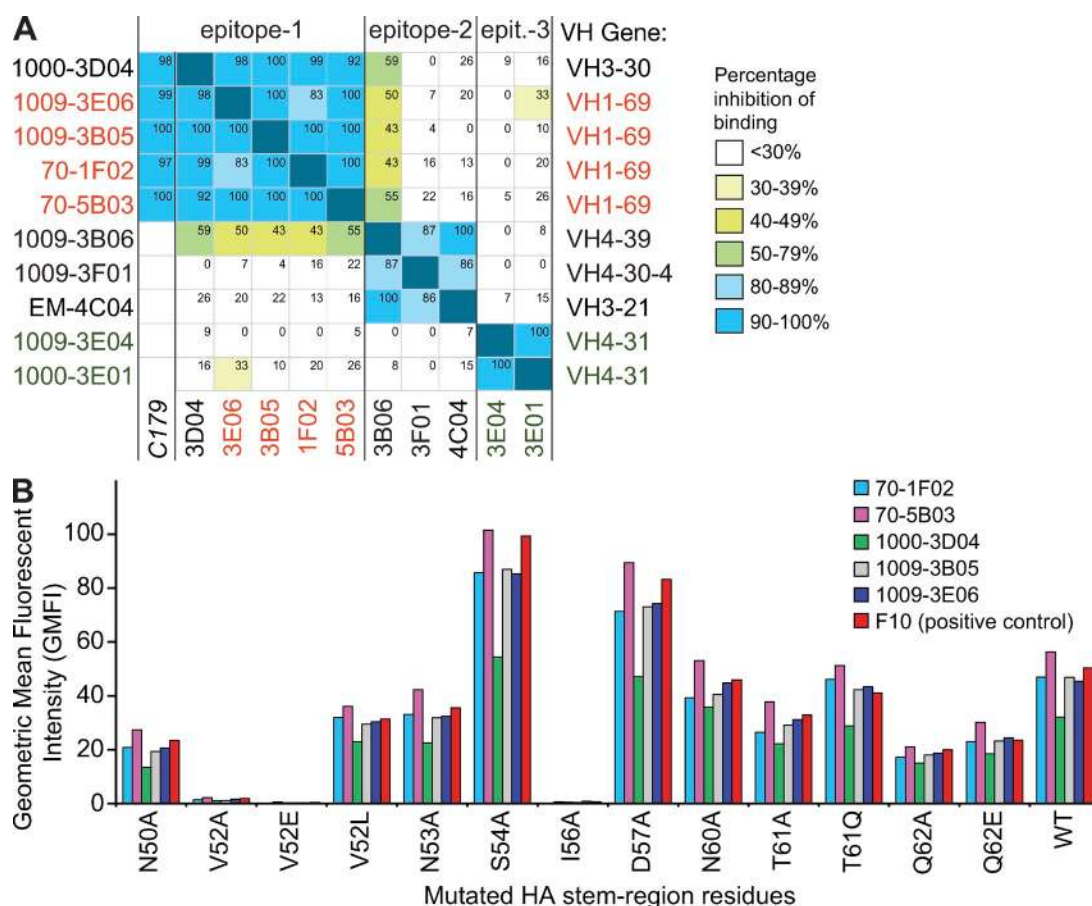 A
epitope-1 epitope-2 epit.-3 VH Gene:
1000-3D04 98 98 100 99 92 59 0 26 9 16 VH3-30
1009-3E06 99 98 100 83 100 50 7 20 0 33 VH1-69
1009-3B05 100 100 100 100 100 43 4 0 0 10 VH1-69
70-1F02 97 99 83 100 100 43 16 13 0 20 VH1-69
70-5B03 100 92 100 100 100 55 22 16 5 26 VH1-69
1009-3B06 59 50 43 43 55 87 100 0 8 VH4-39
1009-3F01 0 7 4 16 22 87 86 0 0 VH4-30-4
EM-4C04 26 20 22 13 16 100 86 7 15 VH3-21
1009-3E04 9 0 0 0 5 0 0 7 100 VH4-31
1000-3E01 16 33 10 20 26 8 0 15 100 VH4-31
C179 3D04 3E06 3B05 1F02 5B03 3B06 3F01 4C04 3E04 3E01
Percentage
inhibition of
binding
<30%
30-39%
40-49%
50-79%
80-89%
90-100%
B
Geometric Mean Fluorescent
Intensity (GMFI)
100
80
60
40
20
0
70-1F02
70-5B03
1000-3D04
1009-3B05
1009-3E06
F10 (positive control)
N50A V52A V52E V52L N53A S54A I56A D57A N60A T61A T61Q Q62A Q62E WT
Mutated HA stem-region residues